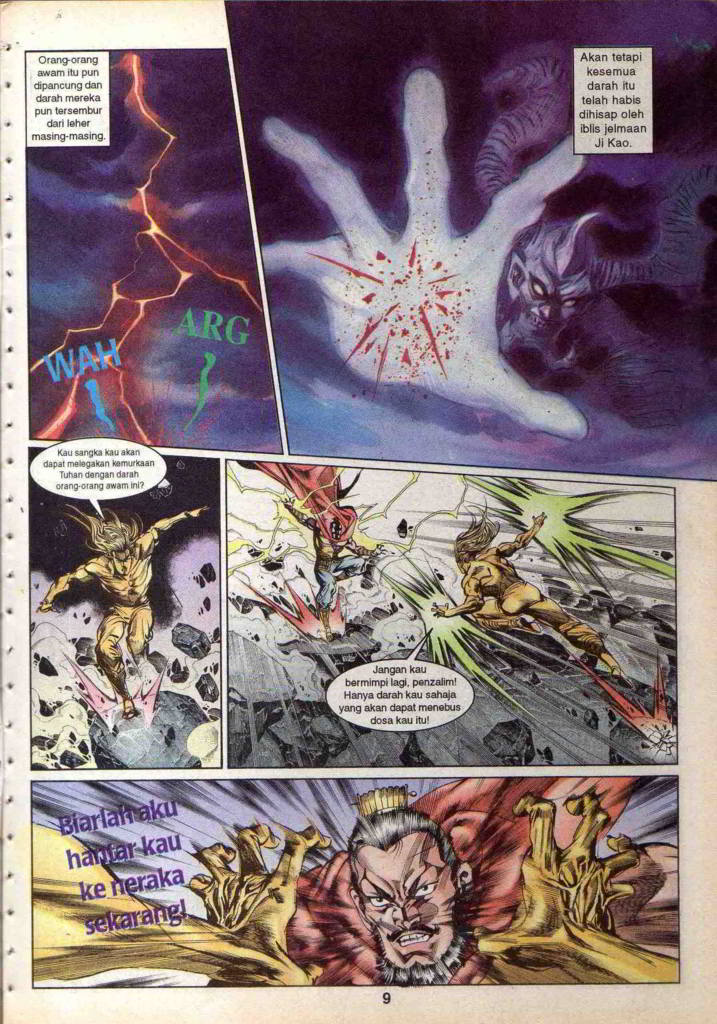 Orang-orang
awam itu pun
dipancung dan
darah mereka
pun tersembur
dari leher
masing-masing.
Akan tetapi
kesemua
darah itu
telah habis
dihisap oleh
iblis jelmaan
Ji Kao.
WAH
ARG
Kau sangka kau akan
dapat melegakan kemurkaan
Tuhan dengan darah
orang-orang awam ini?
Jangan kau
bermimpi lagi, penzalim!
Hanya darah kau sahaja
yang akan dapat menebus
dosa kau itu!
Biarlah aku
hantar kau
ke neraka
sekarang!
9